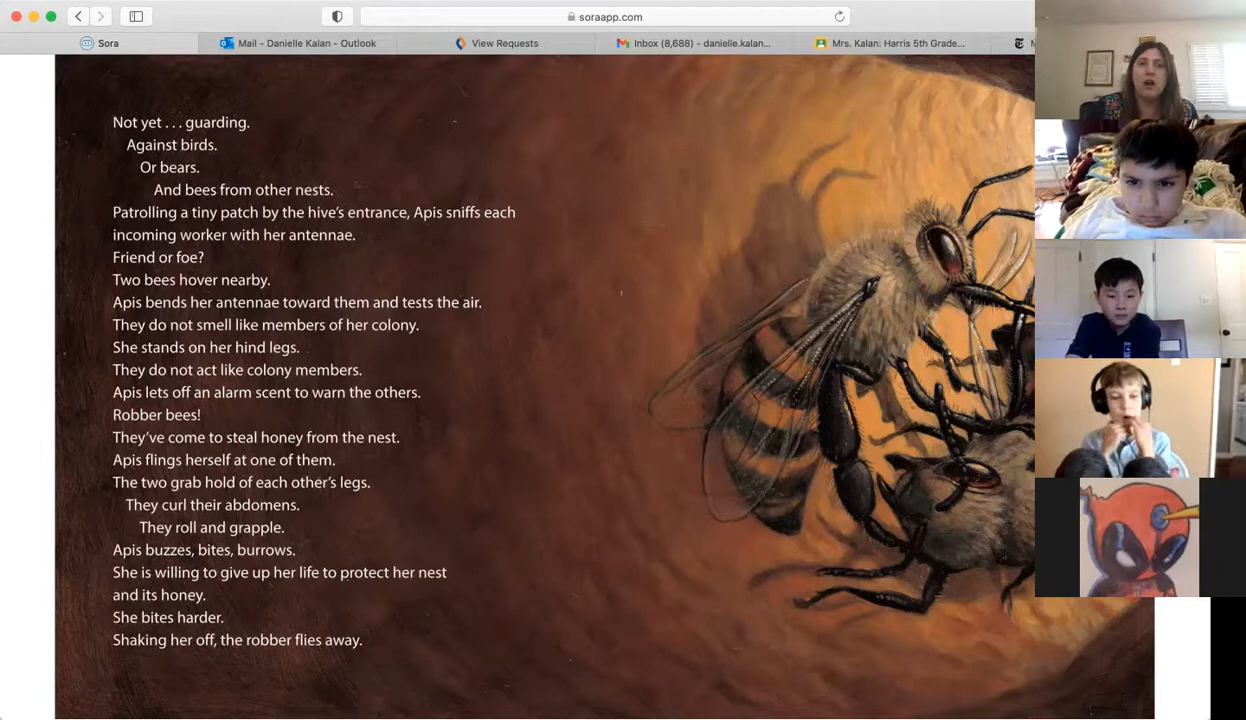 soraapp.com
Sora
Mail - Danielle Kalan - Outlook
View Requests
Inbox (8,688) - danielle.kalan...
Mrs. Kalan: Harris 5th Grade...
Not yet . . . guarding.
Against birds.
Or bears.
And bees from other nests.
Patrolling a tiny patch by the hive's entrance, Apis sniffs each
incoming worker with her antennae.
Friend or foe?
Two bees hover nearby.
Apis bends her antennae toward them and tests the air.
They do not smell like members of her colony.
She stands on her hind legs.
They do not act like colony members.
Apis lets off an alarm scent to warn the others.
Robber bees!
They've come to steal honey from the nest.
Apis flings herself at one of them.
The two grab hold of each other's legs.
They curl their abdomens.
They roll and grapple.
Apis buzzes, bites, burrows.
She is willing to give up her life to protect her nest
and its honey.
She bites harder.
Shaking her off, the robber flies away.